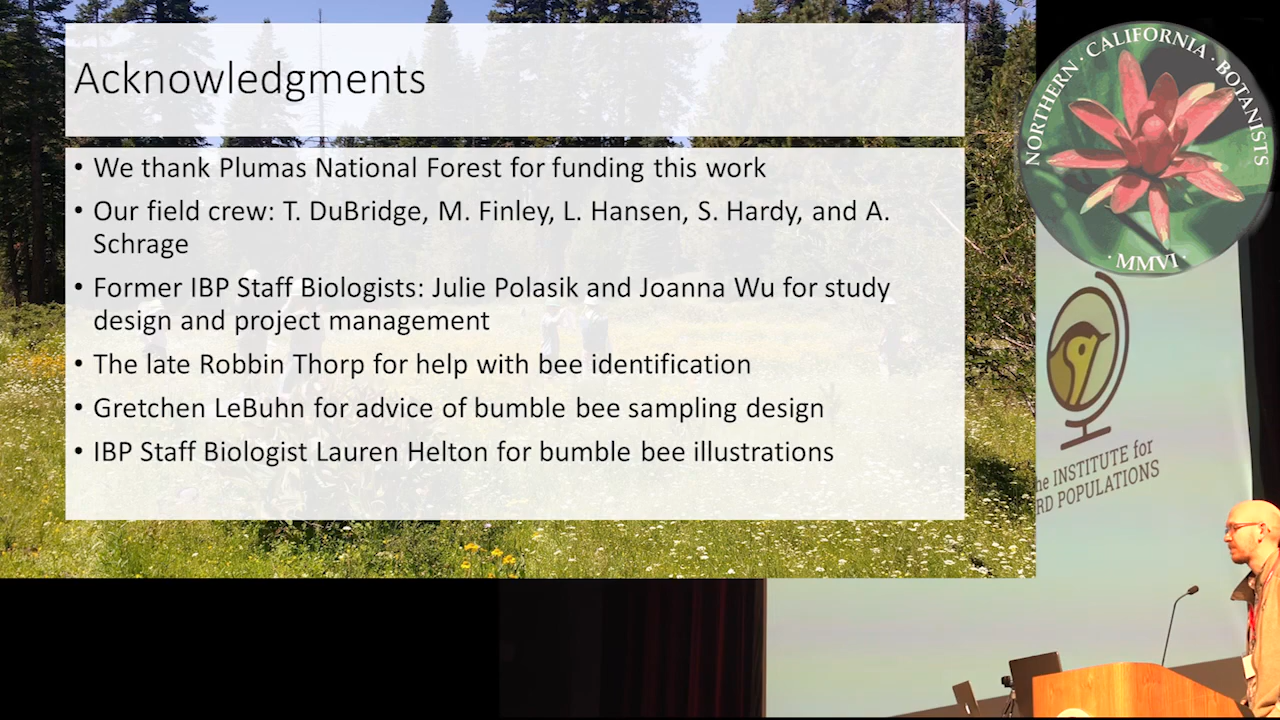 Acknowledgments
• We thank Plumas National Forest for funding this work
• Our field crew: T. DuBridge, M. Finley, L. Hansen, S. Hardy, and A.
Schrage
• Former IBP Staff Biologists: Julie Polasik and Joanna Wu for study
design and project management
• The late Robbin Thorp for help with bee identification
• Gretchen LeBuhn for advice of bumble bee sampling design
• IBP Staff Biologist Lauren Helton for bumble bee illustrations
NORTHERN · CALIFORNIA · BOTANISTS
· MMVI ·
he INSTITUTE for
RD POPULATIONS